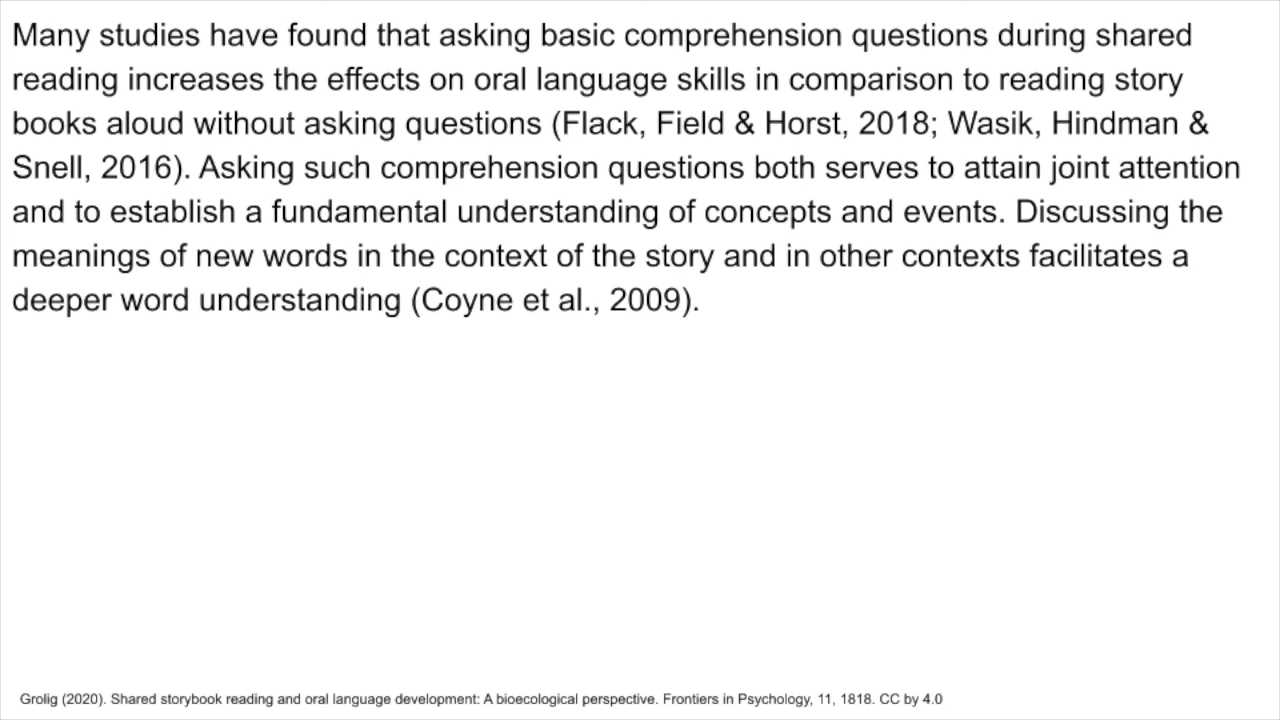 Many studies have found that asking basic comprehension questions during shared
reading increases the effects on oral language skills in comparison to reading story
books aloud without asking questions (Flack, Field & Horst, 2018; Wasik, Hindman &
Snell, 2016). Asking such comprehension questions both serves to attain joint attention
and to establish a fundamental understanding of concepts and events. Discussing the
meanings of new words in the context of the story and in other contexts facilitates a
deeper word understanding (Coyne et al., 2009).
Grolig (2020). Shared storybook reading and oral language development: A bioecological perspective. Frontiers in Psychology, 11, 1818. CC by 4.0